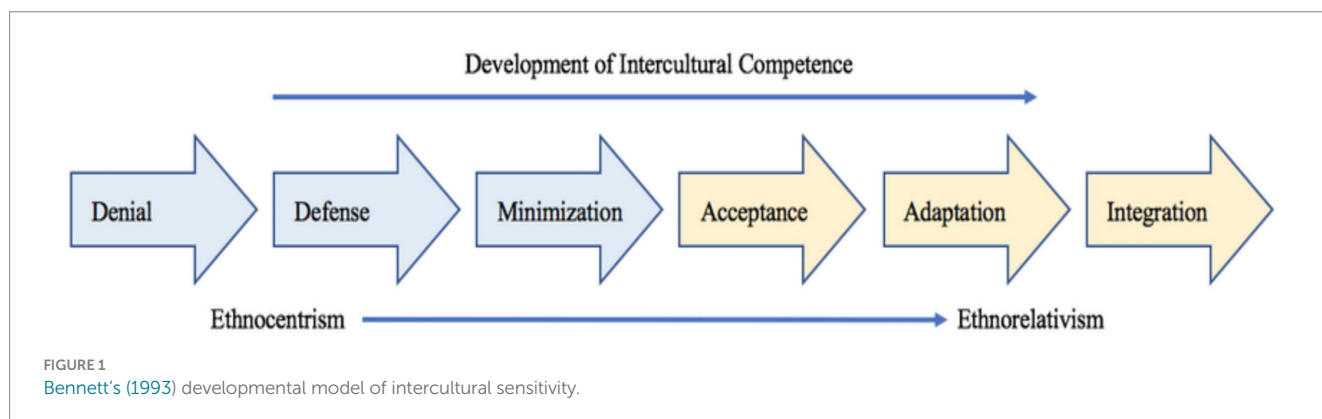 Development of Intercultural Competence
Denial
Defense
Minimization
Acceptance
Adaptation
Integration
Ethnocentrism
Ethnorelativism
FIGURE 1
Bennett’s (1993) developmental model of intercultural sensitivity.